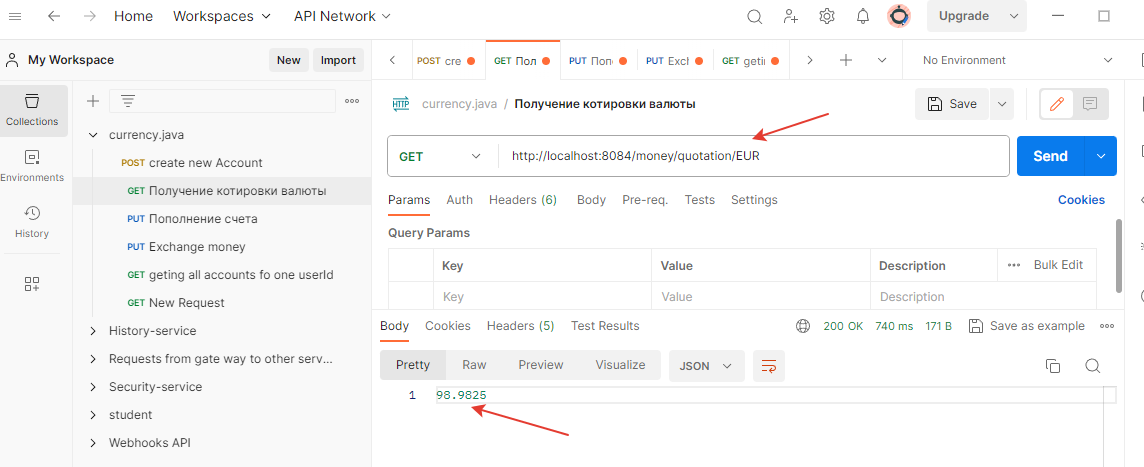 Home Workspaces API Network Upgrade
My Workspace New Import
POST cre GET Пол PUT Попо PUT Excl GET getin No Environment
Collections
Environments
History
currency.java
POST create new Account
GET Получение котировки валюты
PUT Пополнение счета
PUT Exchange money
GET geting all accounts fo one userId
GET New Request
History-service
Requests from gate way to other serv...
Security-service
student
Webhooks API
HTTP currency.java / Получение котировки валюты Save
GET http://localhost:8084/money/quotation/EUR Send
Params Auth Headers (6) Body Pre-req. Tests Settings Cookies
Query Params
Key Value Description Bulk Edit
Key Value Description
Body Cookies Headers (5) Test Results 200 OK 740 ms 171 B Save as example
Pretty Raw Preview Visualize JSON
1 98.9825